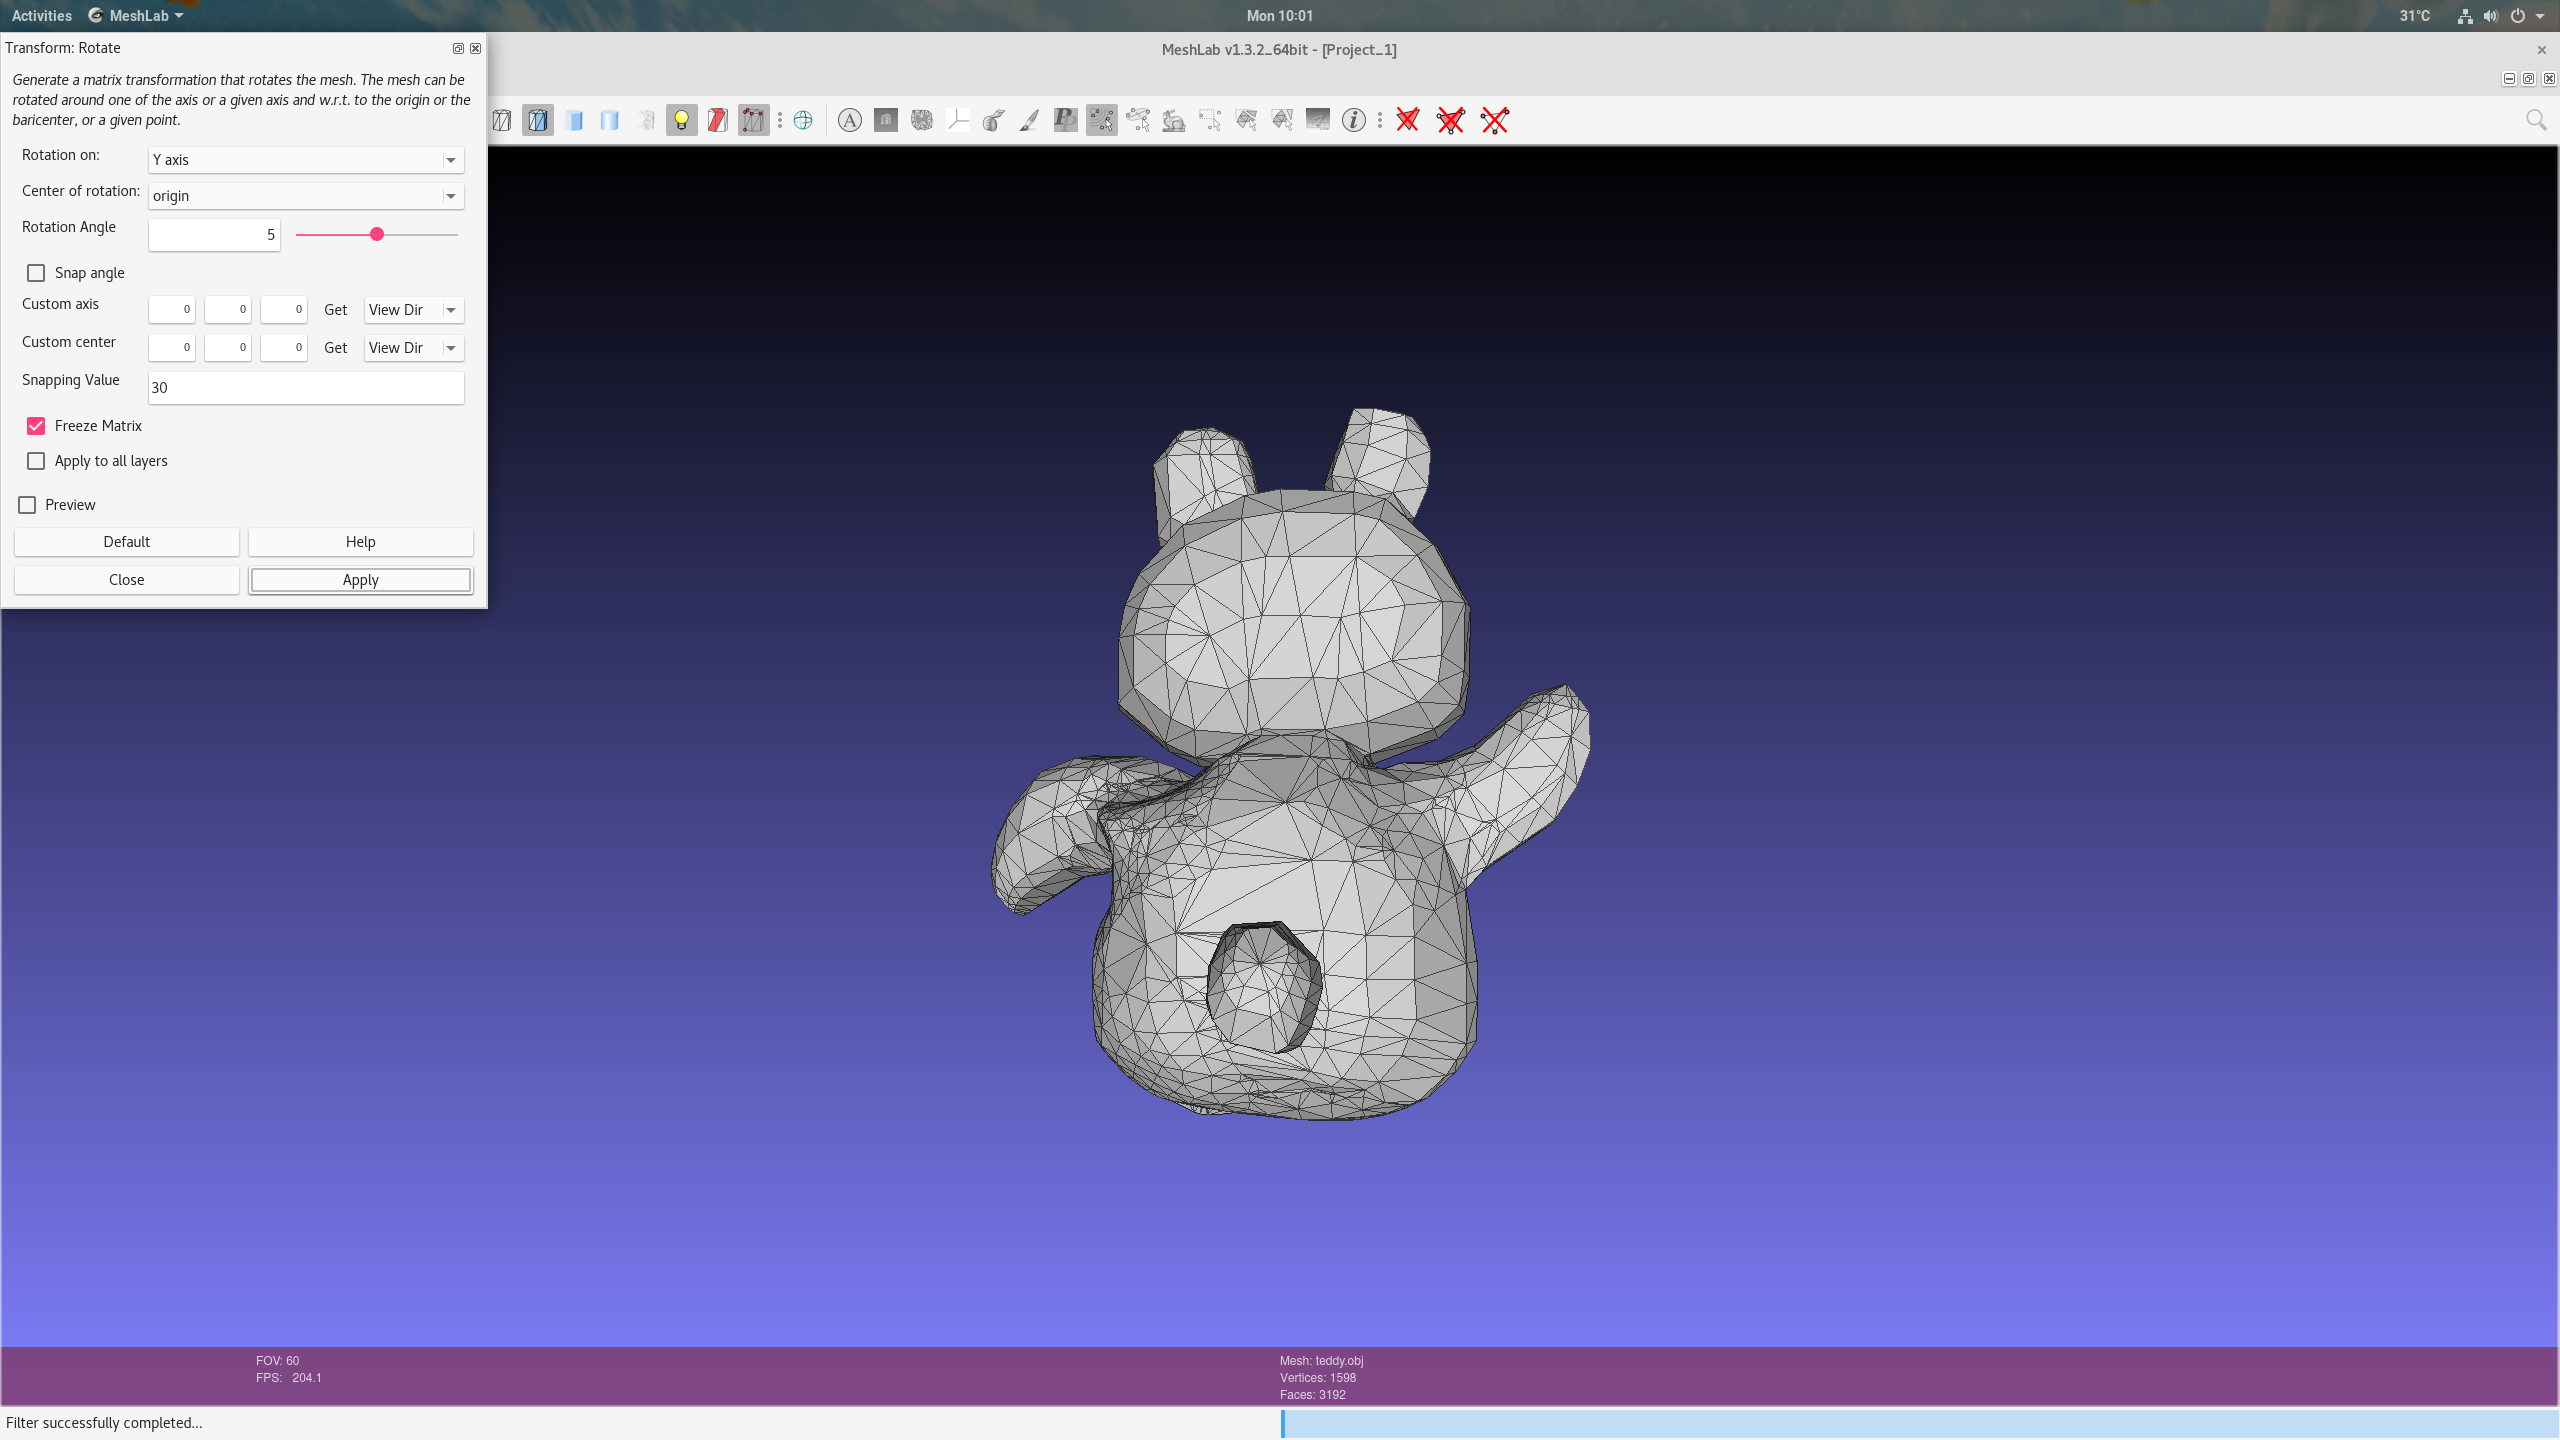 Activities MeshLab Mon 10:01 31°C
Transform: Rotate
MeshLab v1.3.2_64bit - [Project_1]
Generate a matrix transformation that rotates the mesh. The mesh can be
rotated around one of the axis or a given axis and w.r.t. to the origin or the
baricenter, or a given point.
Rotation on: Y axis
Center of rotation: origin
Rotation Angle 5
Snap angle
Custom axis 0 0 0 Get View Dir
Custom center 0 0 0 Get View Dir
Snapping Value 30
Freeze Matrix
Apply to all layers
Preview
Default Help
Close Apply
FOV: 60
FPS: 204.1
Mesh: teddy.obj
Vertices: 1598
Faces: 3192
Filter successfully completed...